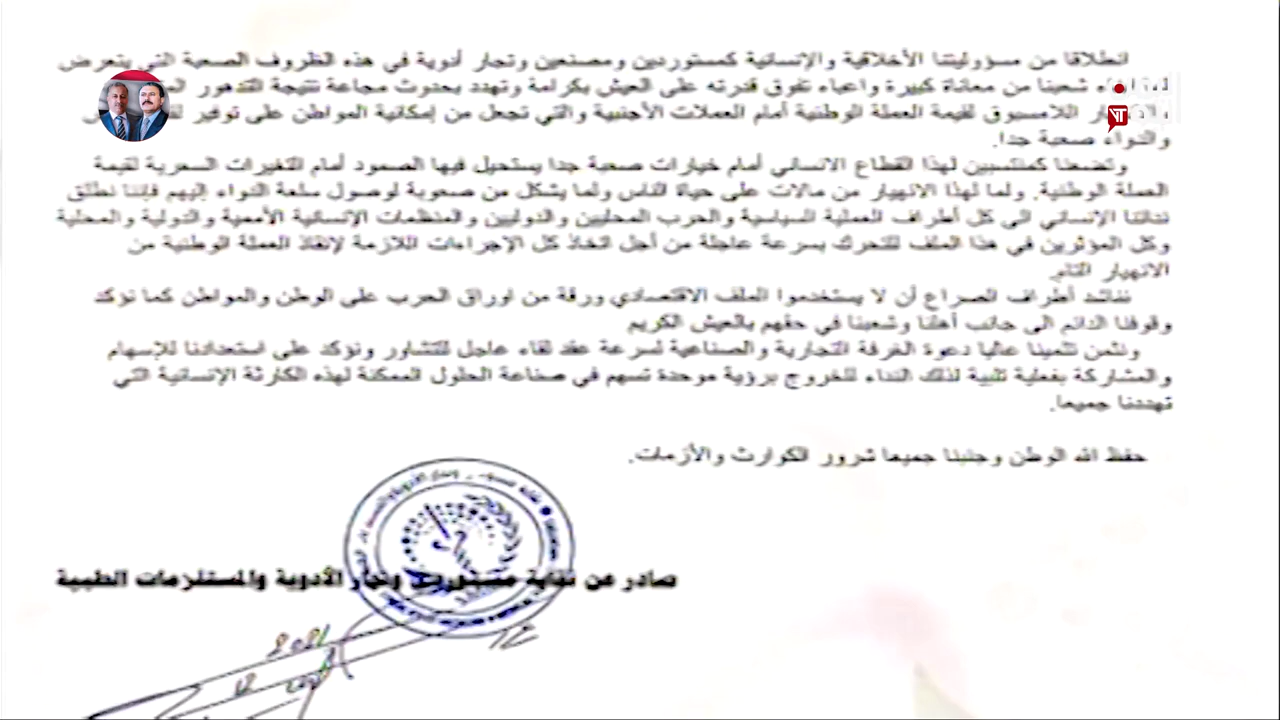 انطلاقا من مسؤوليتنا الأخلاقية والإنسانية كمستوردين ومصنعين وتجار أدوية في هذه الظروف الصعبة التي يتعرض
شعبنا من معاناة كبيرة واعباء تفوق قدرته على العيش بكرامة وتهدد بحدوث مجاعة نتيجة التدهور
اللامسبوق لقيمة العملة الوطنية أمام العملات الأجنبية والتي تجعل من إمكانية المواطن على توفير
والدواء صعبة جدا.
وتضعنا كمنتسبين لهذا القطاع الانساني أمام خيارات صعبة جدا يستحيل فيها الصمود أمام التغيرات السعرية لقيمة
العملة الوطنية. ولما لهذا الانهيار من مالات على حياة الناس ولما يشكل من صعوبة لوصول سلعة الدواء إليهم فإننا نطلق
ندائنا الإنساني الى كل أطراف العملية السياسية والحرب المحليين والدوليين والمنظمات الإنسانية الأممية والدولية والمحلية
وكل المؤثرين في هذا الملف للتحرك بسرعة عاجلة من أجل اتخاذ كل الإجراءات اللازمة لإنقاذ العملة الوطنية من
الانهيار التام.
نناشد أطراف الصراع أن لا يستخدموا الملف الاقتصادي ورقة من اوراق الحرب على الوطن والمواطن كما نؤكد
وقوفنا الدائم الى جانب أهلنا وشعبنا في حقهم بالعيش الكريم
ونثمن تثمينا عاليا دعوة الغرفة التجارية والصناعية لسرعة عقد لقاء عاجل للتشاور ونؤكد على استعدادنا للإسهام
والمشاركة بفعلية تلبية لذلك النداء للخروج برؤية موحدة تسهم في صناعة الحلول الممكنة لهذه الكارثة الإنسانية التي
تهددنا جميعا.
حفظ الله الوطن وجنبنا جميعا شرور الكوارث والأزمات.
صادر عن نقابة وتجار الأدوية والمستلزمات الطبية